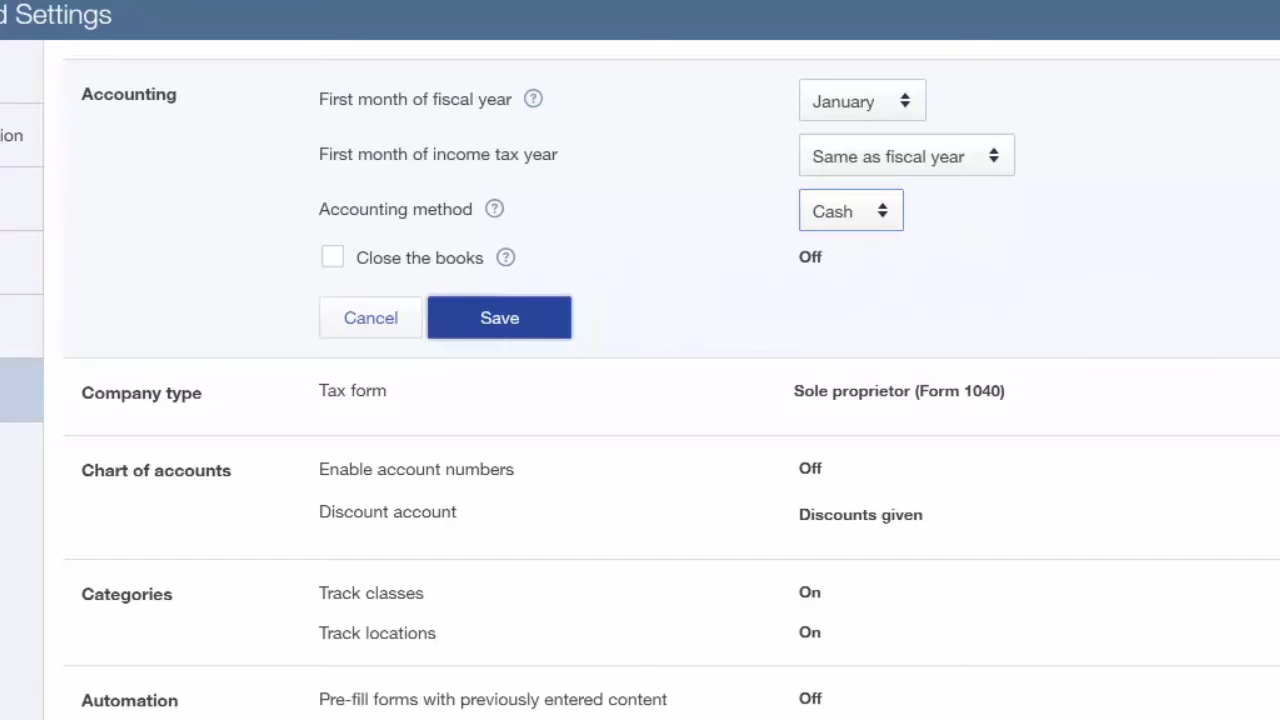 d Settings
Accounting
First month of fiscal year ?
January
First month of income tax year
Same as fiscal year
tion
Accounting method ?
Cash
Close the books ?
Off
Cancel
Save
Company type
Tax form
Sole proprietor (Form 1040)
Chart of accounts
Enable account numbers
Off
Discount account
Discounts given
Categories
Track classes
On
Track locations
On
Automation
Pre-fill forms with previously entered content
Off